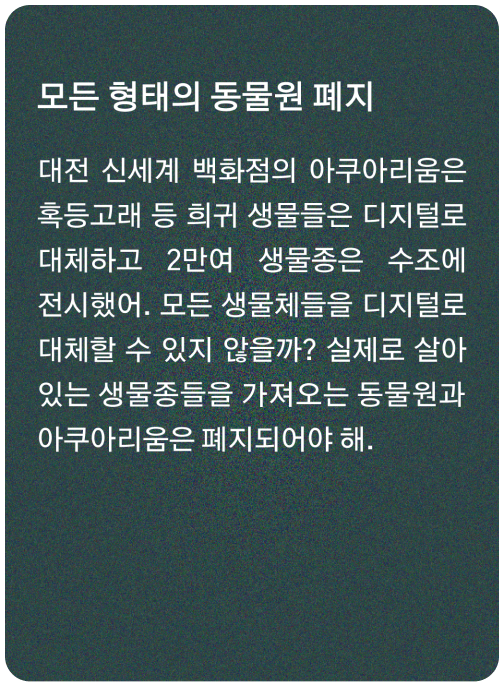 모든 형태의 동물원 폐지
대전 신세계 백화점의 아쿠아리움은
혹등고래 등 희귀 생물들은 디지털로
대체하고 2만여 생물종은 수조에
전시했어. 모든 생물체들을 디지털로
대체할 수 있지 않을까? 실제로 살아
있는 생물종들을 가져오는 동물원과
아쿠아리움은 폐지되어야 해.